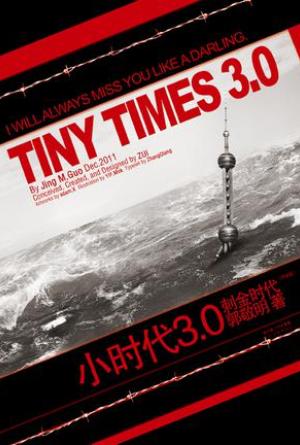 I WILL ALWAYS MISS YOU LIKE A DARLING.
TINY TIMES 3.0
By Jing M.Guo Dec.2011
Conceived, Created, and Designed by ZUI
小时代3.0
刺金时代
郭敬明 著